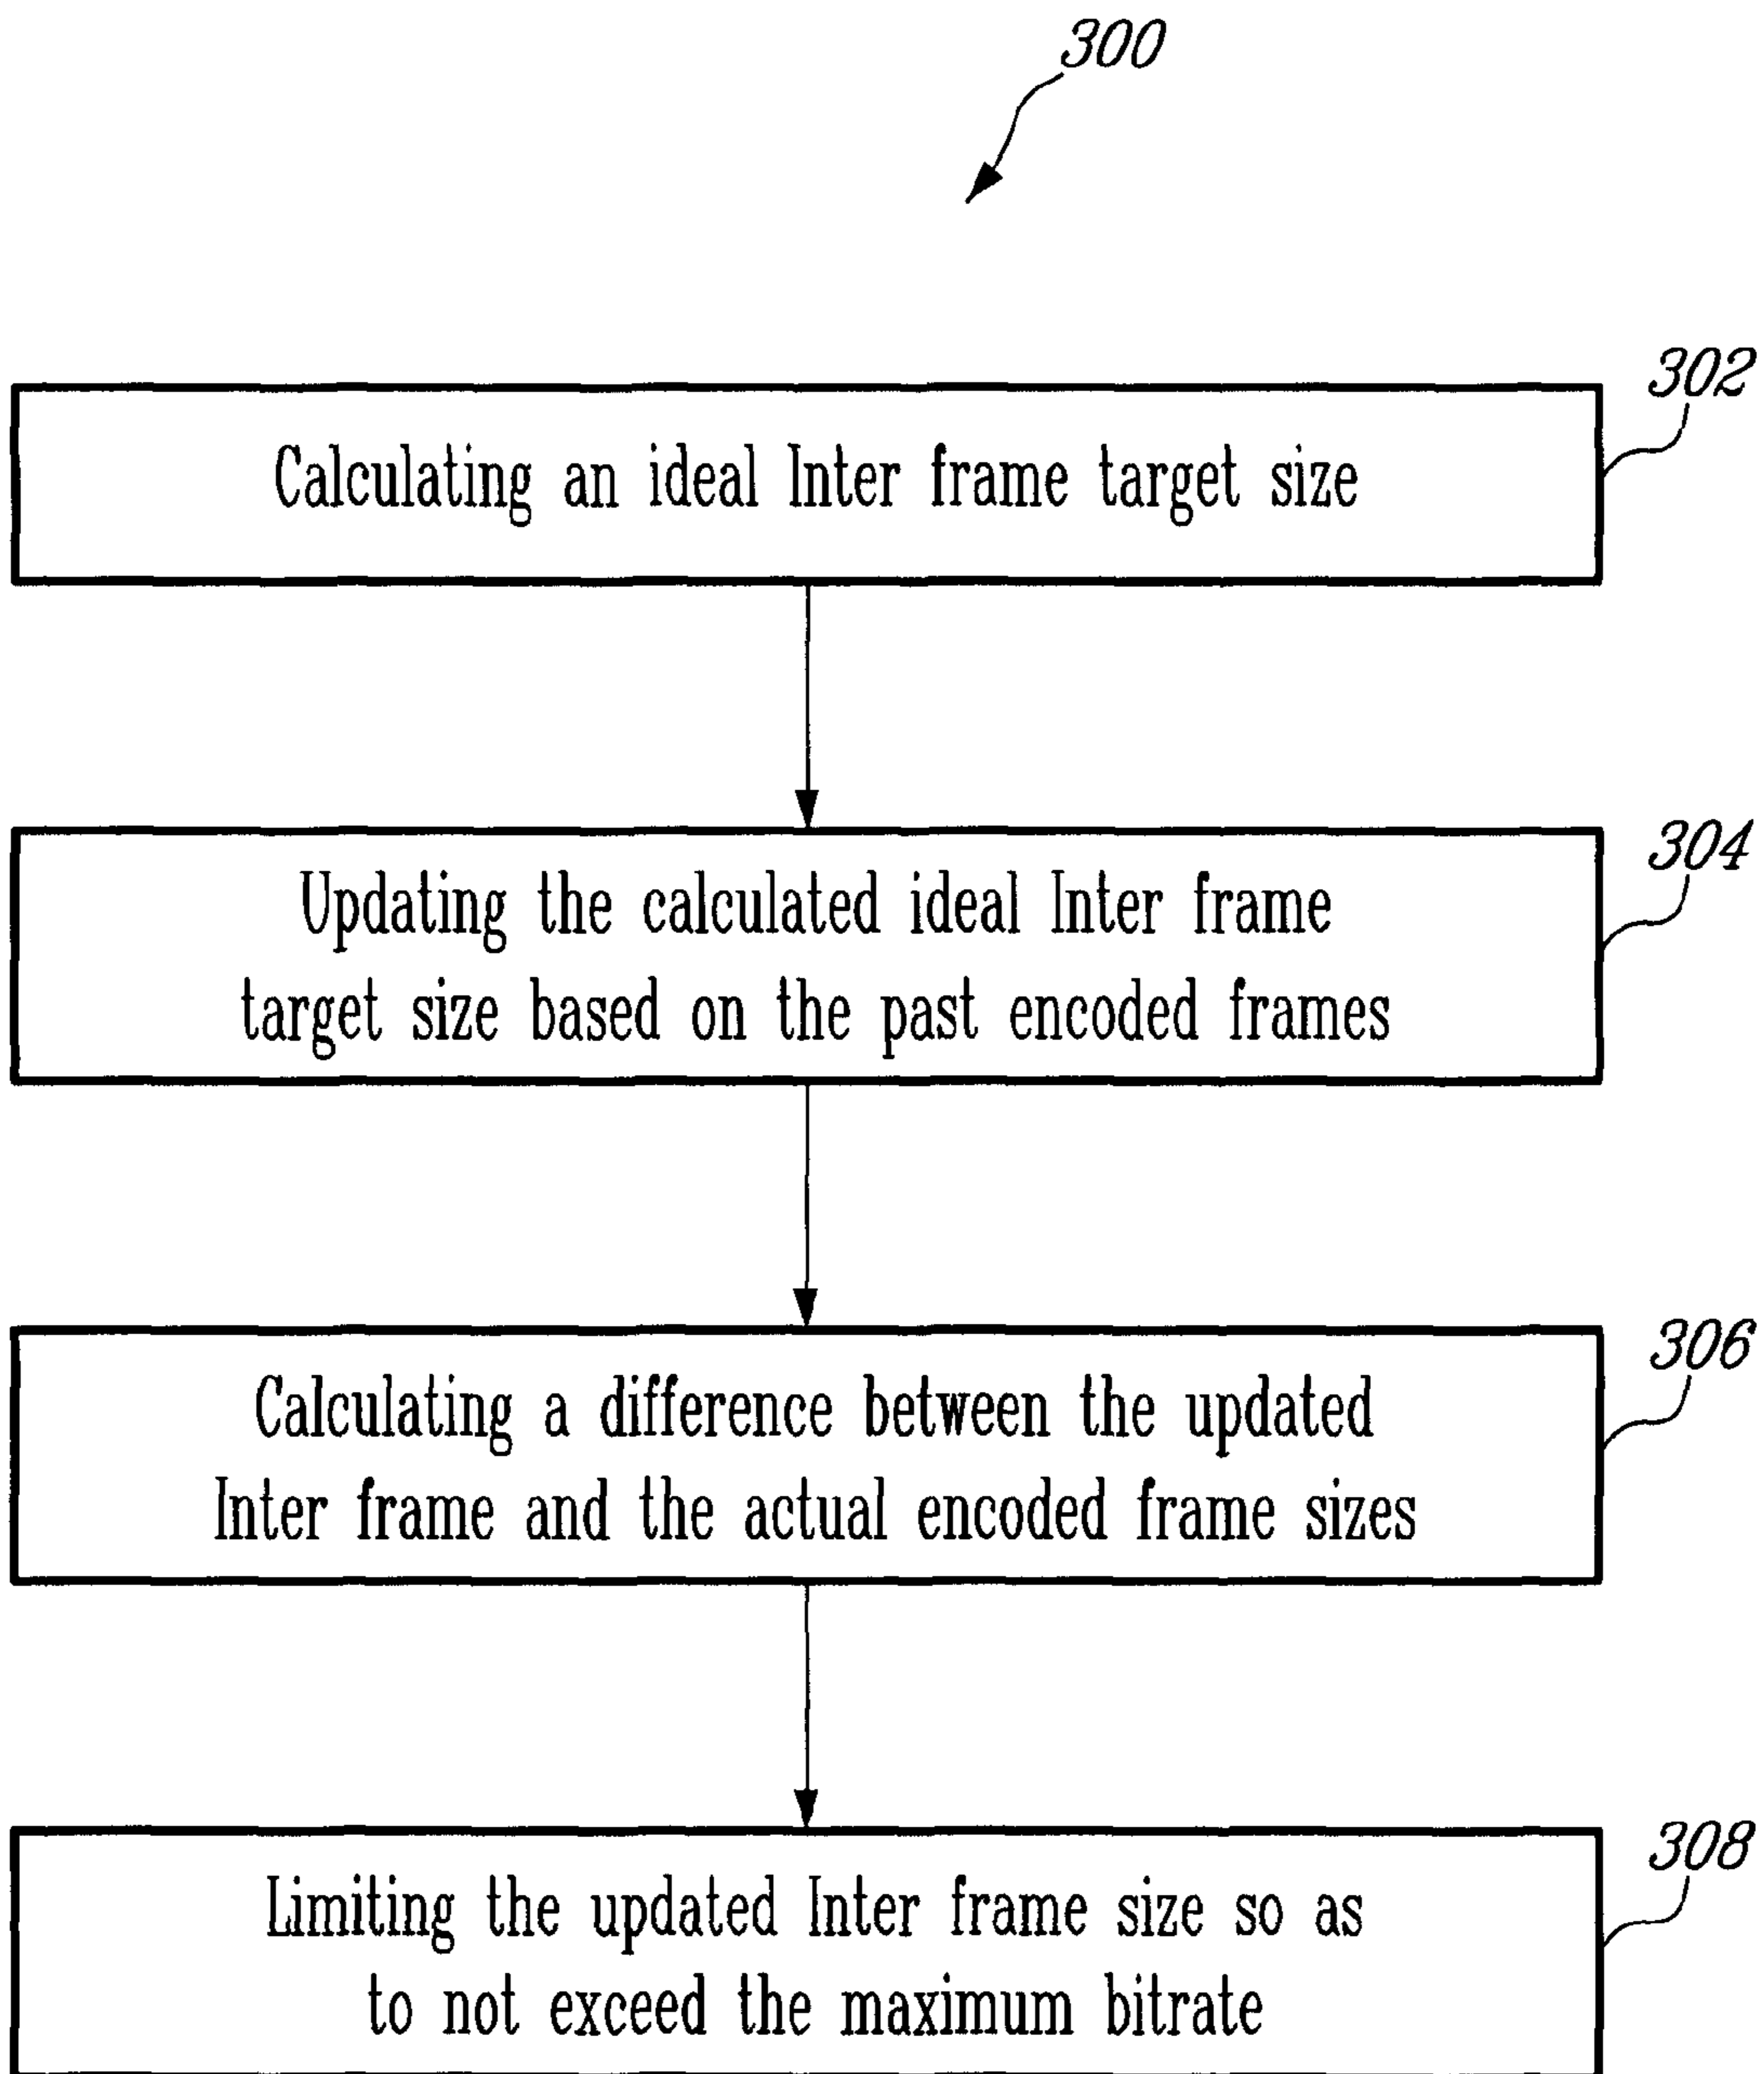 300
302
Calculating an ideal Inter frame target size
304
Updating the calculated ideal Inter frame
target size based on the past encoded frames
306
Calculating a difference between the updated
Inter frame and the actual encoded frame sizes
308
Limiting the updated Inter frame size so as
to not exceed the maximum bitrate